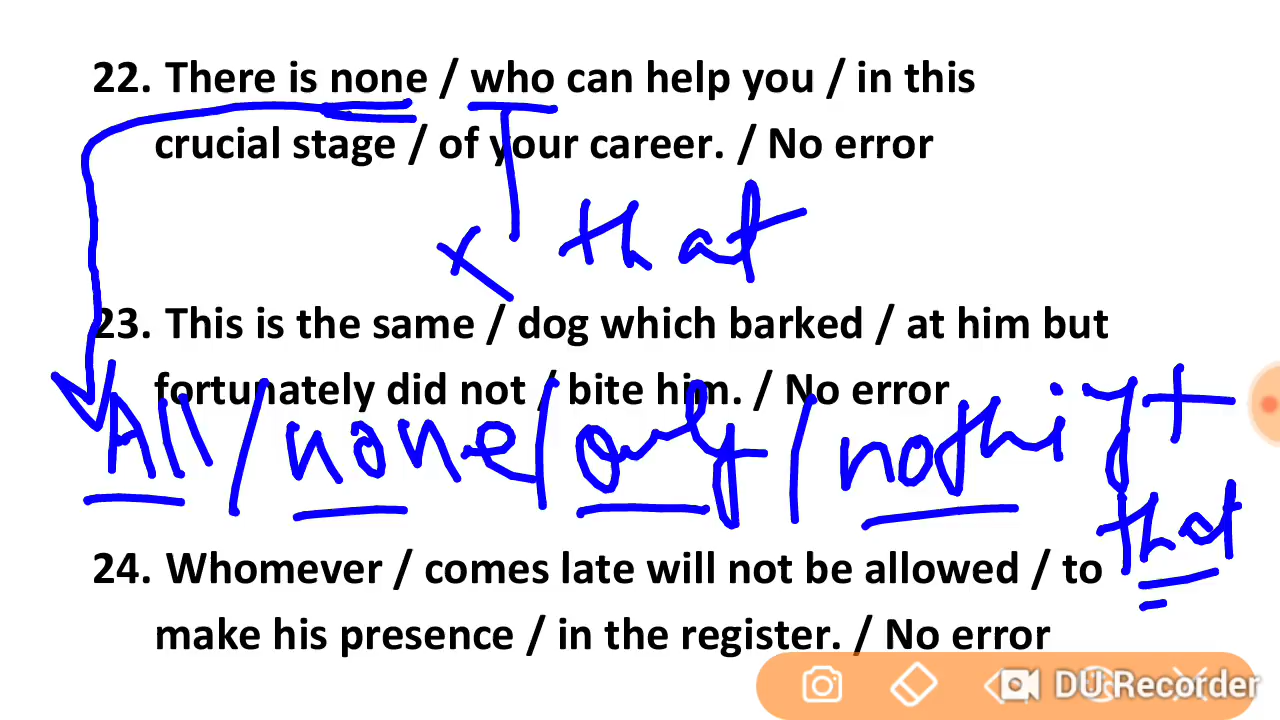 22. There is none / who can help you / in this
crucial stage / of your career. / No error
× that
23. This is the same / dog which barked / at him but
fortunately did not / bite him. / No error
All / none / only / nothig +
that
24. Whomever / comes late will not be allowed / to
make his presence / in the register. / No error
DU Recorder